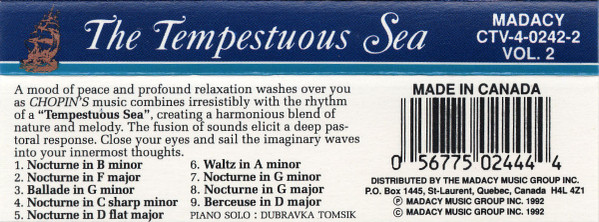 The Tempestuous Sea
MADACY
CTV-4-0242-2
VOL. 2
A mood of peace and profound relaxation washes over you
as CHOPIN'S music combines irresistibly with the rhythm
of a "Tempestuous Sea", creating a harmonious blend of
nature and melody. The fusion of sounds elicit a deep pas-
toral response. Close your eyes and sail the imaginary waves
into your innermost thoughts.
1. Nocturne in B minor
2. Nocturne in F major
3. Ballade in G minor
4. Nocturne in C sharp minor
5. Nocturne in D flat major
6. Waltz in A minor
7. Nocturne in G minor
8. Nocturne in G major
9. Berceuse in D major
PIANO SOLO : DUBRAVKA TOMSIK
MADE IN CANADA
0 56775 02444 4
DISTRIBUTED BY THE MADACY MUSIC GROUP INC.
P.O. Box 1445, St-Laurent, Quebec, Canada H4L 4Z1
Ⓟ MADACY MUSIC GROUP INC. 1992
© MADACY MUSIC GROUP INC. 1992